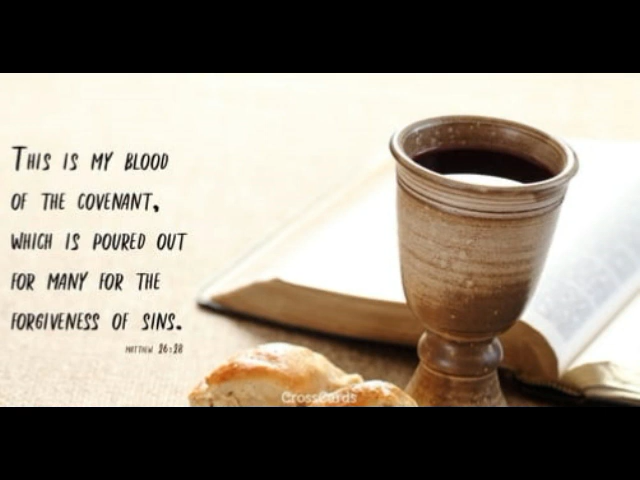 THIS IS MY BLOOD
OF THE COVENANT,
WHICH IS POURED OUT
FOR MANY FOR THE
FORGIVENESS OF SINS.
MATTHEW 26:28
CrossCards